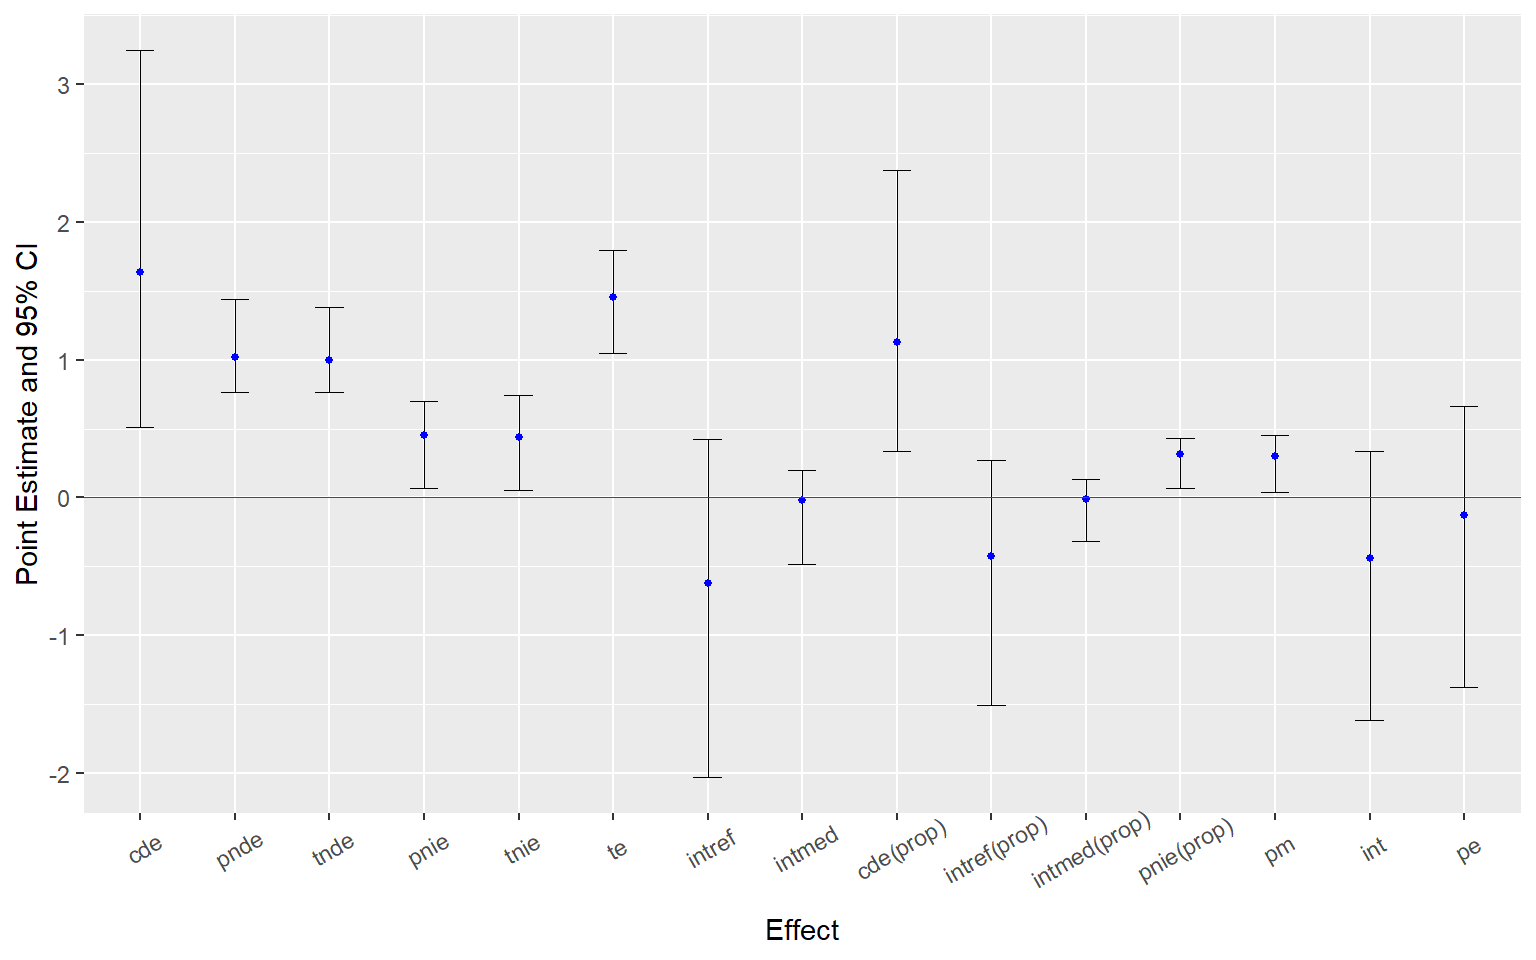 Point Estimate and 95% CI
3
2
1
0
-1
-2
cde
pnde
tnde
pnie
tnie
te
intref
intmed
cde(prop)
intref(prop)
intmed(prop)
pnie(prop)
pm
int
pe
Effect